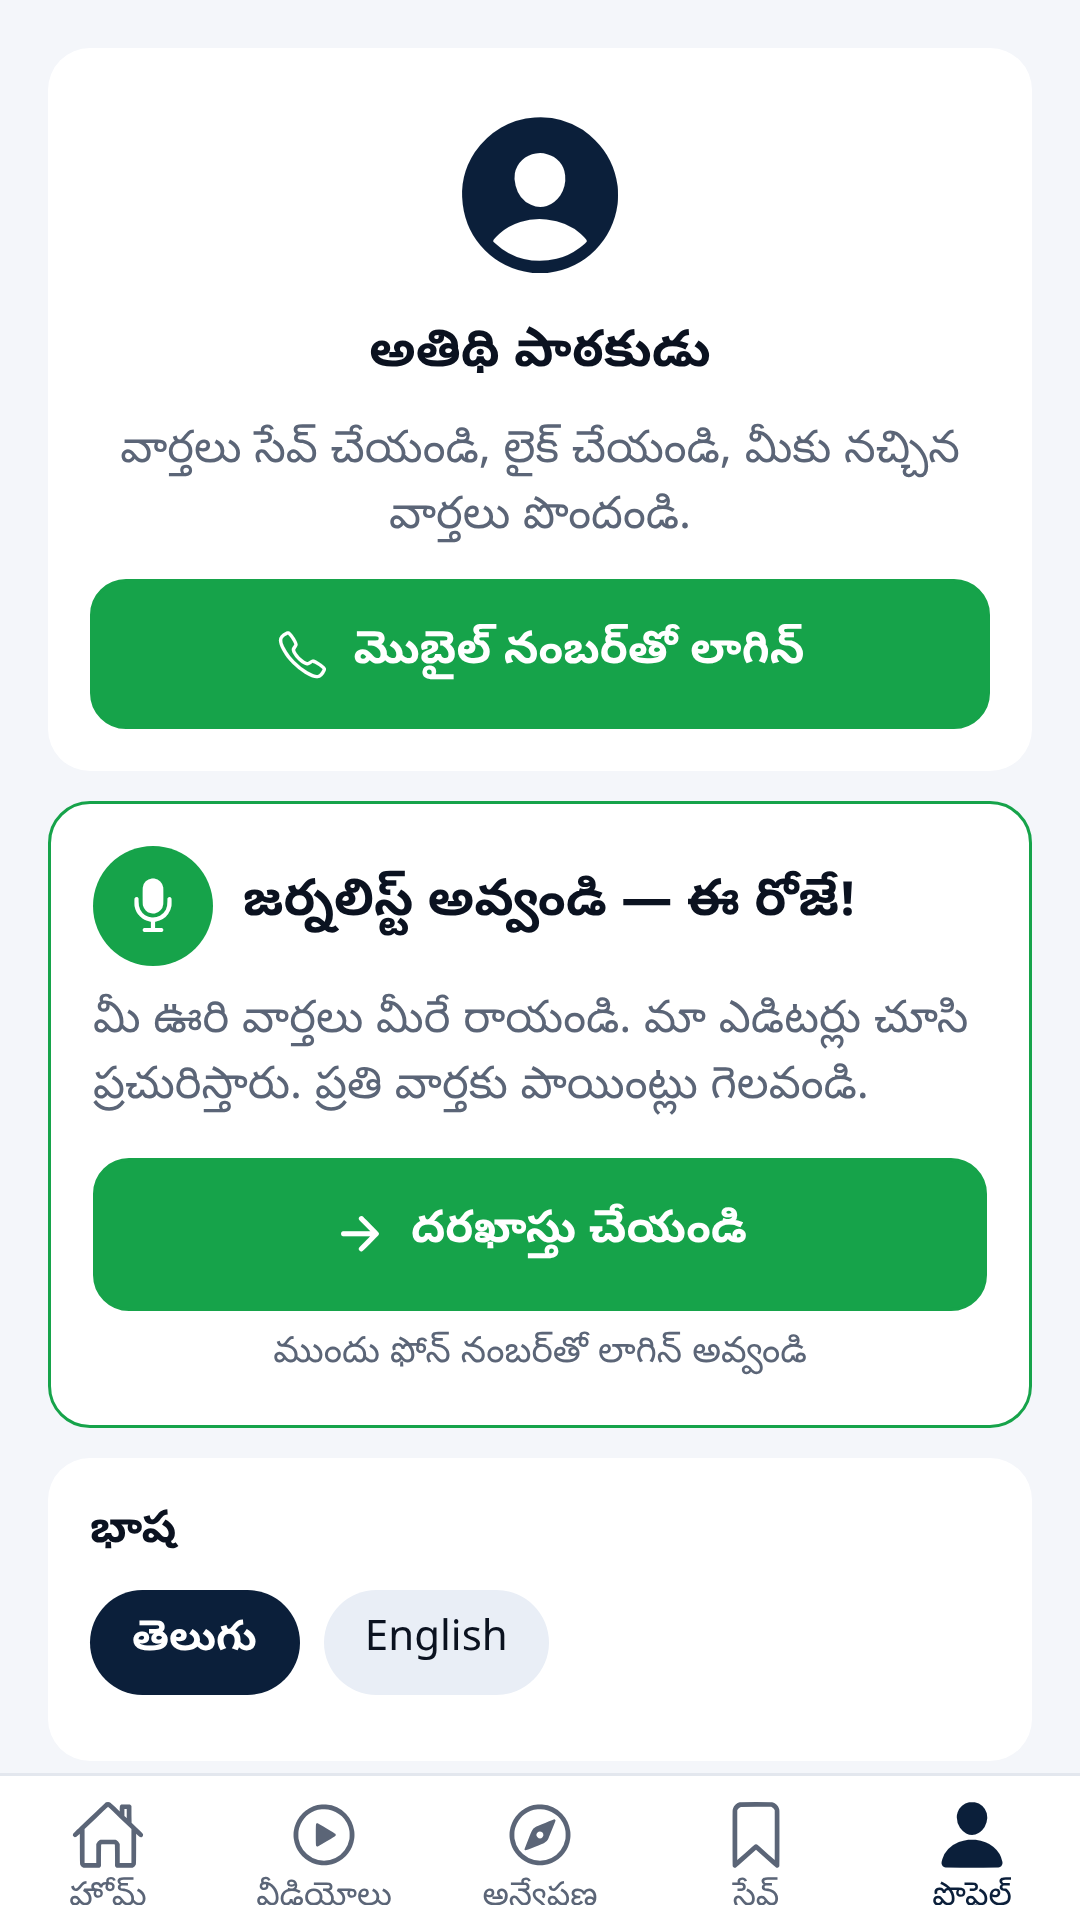 అతిథి పాఠకుడు
వార్తలు సేవ్ చేయండి, లైక్ చేయండి, మీకు నచ్చిన
వార్తలు పొందండి.
మొబైల్ నంబర్‌తో లాగిన్
జర్నలిస్ట్ అవ్వండి — ఈ రోజే!
మీ ఊరి వార్తలు మీరే రాయండి. మా ఎడిటర్లు చూసి
ప్రచురిస్తారు. ప్రతి వార్తకు పాయింట్లు గెలవండి.
దరఖాస్తు చేయండి
ముందు ఫోన్ నంబర్‌తో లాగిన్ అవ్వండి
భాష
తెలుగు
English
హోమ్
వీడియోలు
అన్వేషణ
సేవ్